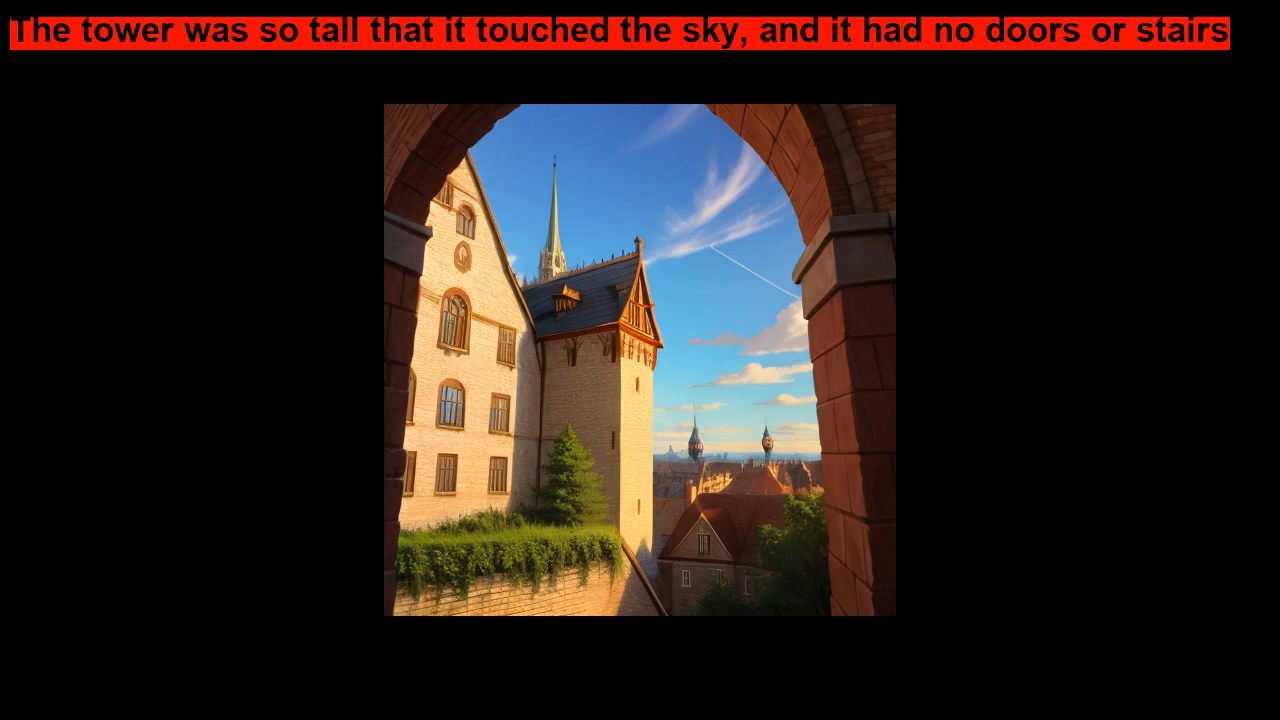 The tower was so tall that it touched the sky, and it had no doors or stairs